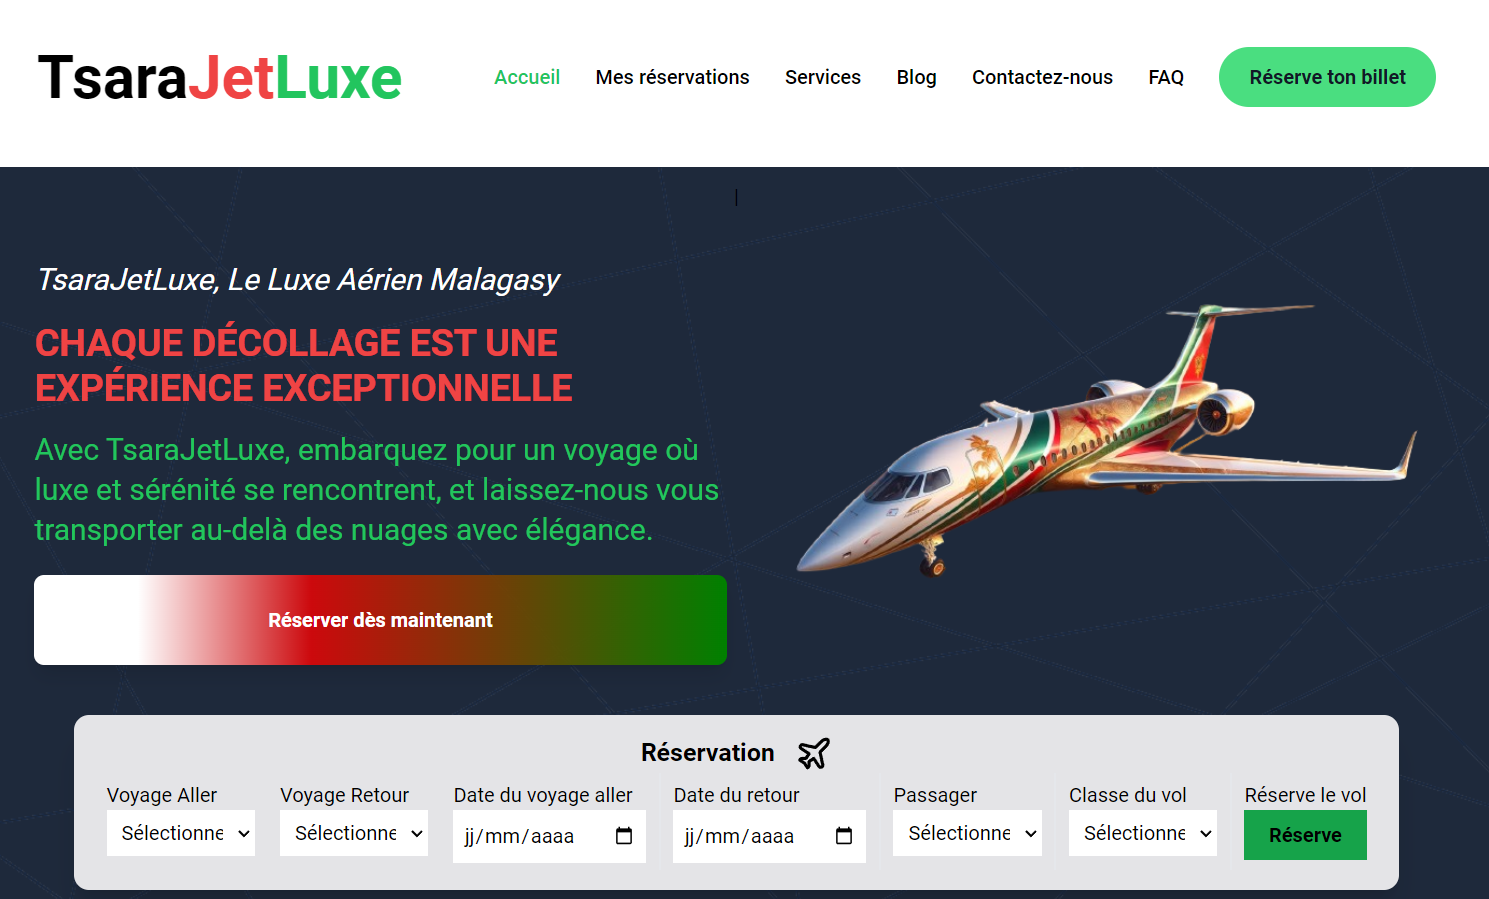 TsaraJetLuxe
Accueil
Mes réservations
Services
Blog
Contactez-nous
FAQ
Réserve ton billet
|
TsaraJetLuxe, Le Luxe Aérien Malagasy
CHAQUE DÉCOLLAGE EST UNE
EXPÉRIENCE EXCEPTIONNELLE
Avec TsaraJetLuxe, embarquez pour un voyage où
luxe et sérénité se rencontrent, et laissez-nous vous
transporter au-delà des nuages avec élégance.
Réserver dès maintenant
Réservation
Voyage Aller
Sélectionne
Voyage Retour
Sélectionne
Date du voyage aller
jj/mm/aaaa
Date du retour
jj/mm/aaaa
Passager
Sélectionne
Classe du vol
Sélectionne
Réserve le vol
Réserve